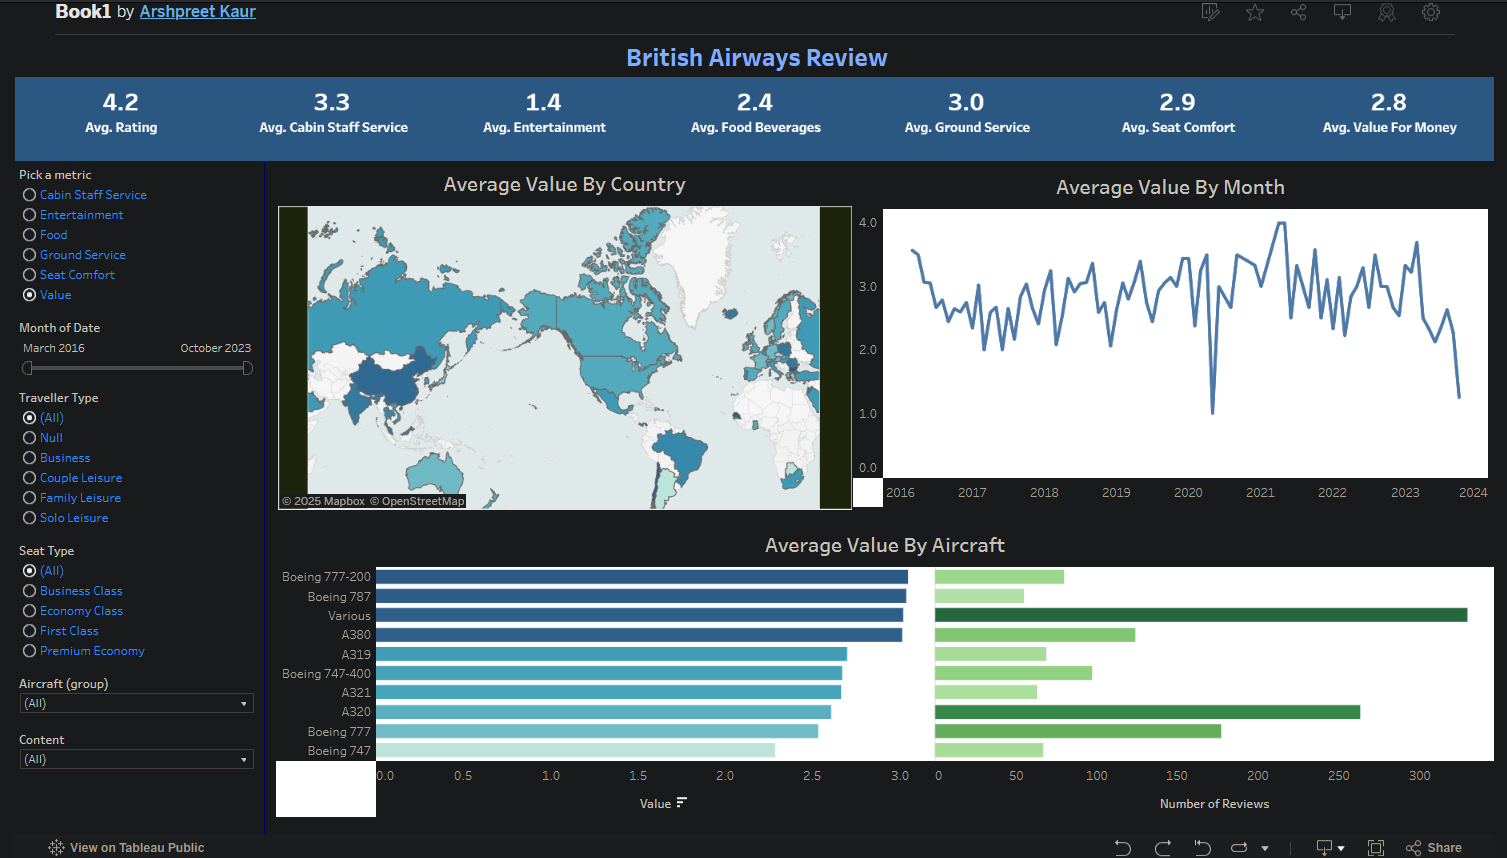 Book1 by Arshpreet Kaur
British Airways Review
4.2 3.3 1.4 2.4 3.0 2.9 2.8
Avg. Rating Avg. Cabin Staff Service Avg. Entertainment Avg. Food Beverages Avg. Ground Service Avg. Seat Comfort Avg. Value For Money
Pick a metric
Cabin Staff Service
Entertainment
Food
Ground Service
Seat Comfort
Value
Month of Date
March 2016 October 2023
Traveller Type
(All)
Null
Business
Couple Leisure
Family Leisure
Solo Leisure
Seat Type
(All)
Business Class
Economy Class
First Class
Premium Economy
Aircraft (group)
(All)
Content
(All)
Average Value By Country
© 2025 Mapbox © OpenStreetMap
Average Value By Month
4.0
3.0
2.0
1.0
0.0
2016 2017 2018 2019 2020 2021 2022 2023 2024
Average Value By Aircraft
Boeing 777-200
Boeing 787
Various
A380
A319
Boeing 747-400
A321
A320
Boeing 777
Boeing 747
0.0 0.5 1.0 1.5 2.0 2.5 3.0 0 50 100 150 200 250 300
Value Number of Reviews
View on Tableau Public Share